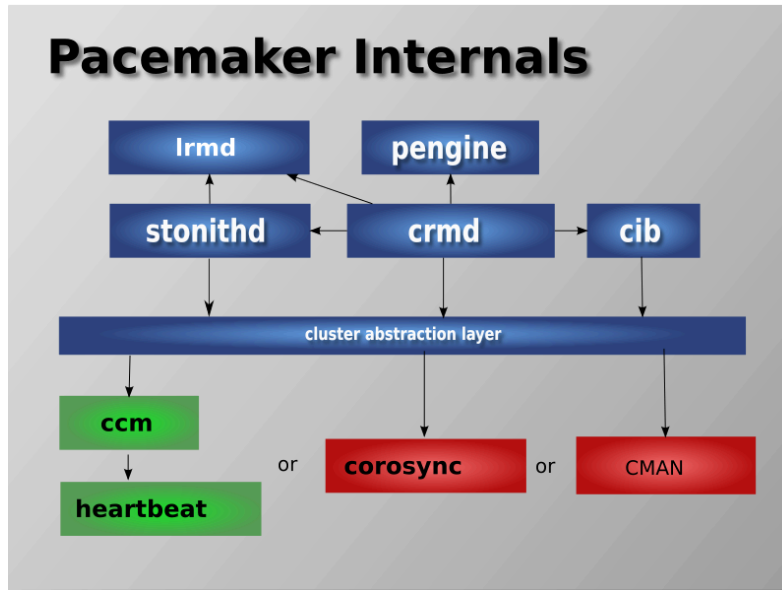 Pacemaker Internals
lrmd
pengine
stonithd
crmd
cib
cluster abstraction layer
ccm
or
corosync
or
CMAN
heartbeat